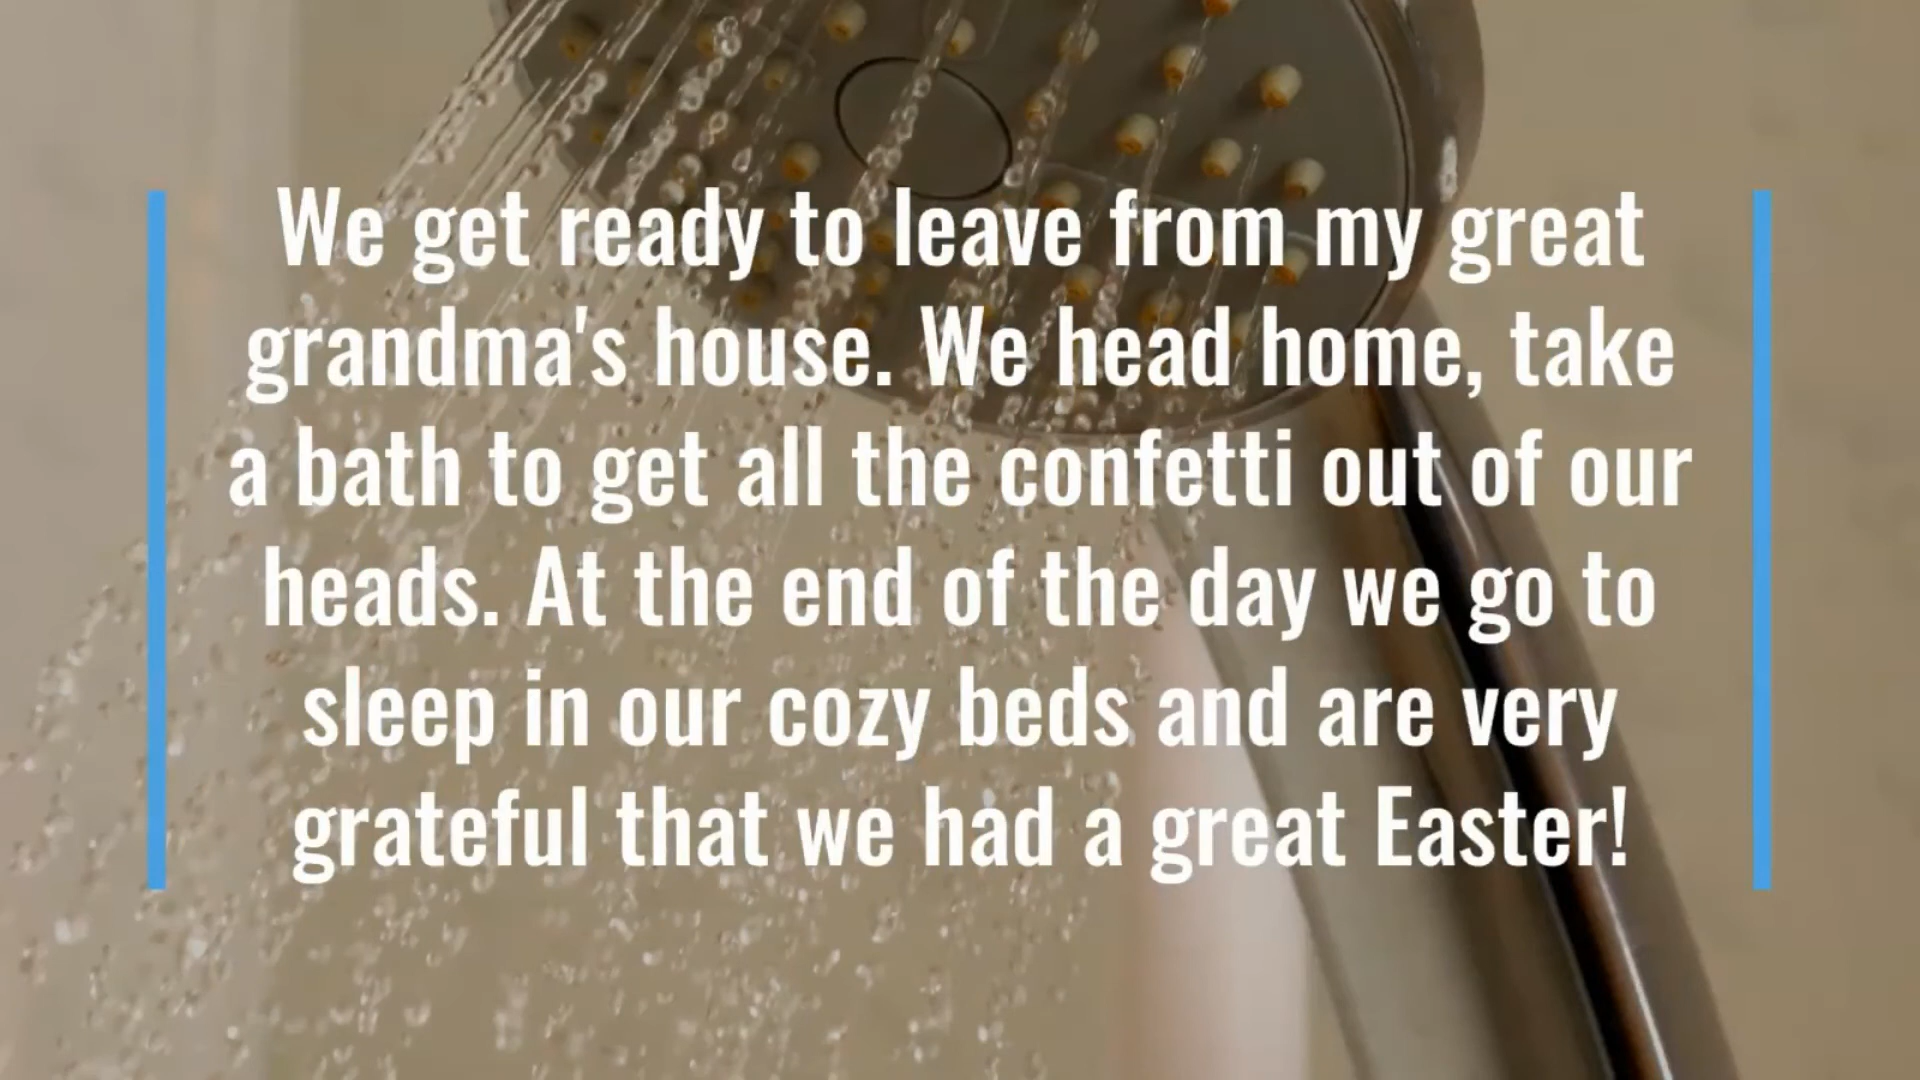 We get ready to leave from my great
grandma's house. We head home, take
a bath to get all the confetti out of our
heads. At the end of the day we go to
sleep in our cozy beds and are very
grateful that we had a great Easter!